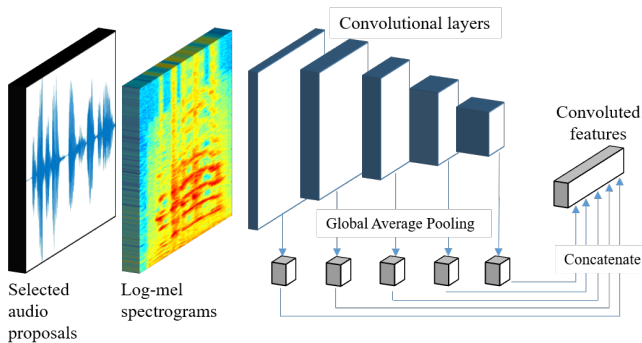 Convolutional layers
Convoluted
features
Global Average Pooling
Concatenate
Selected
audio
proposals
Log-mel
spectrograms